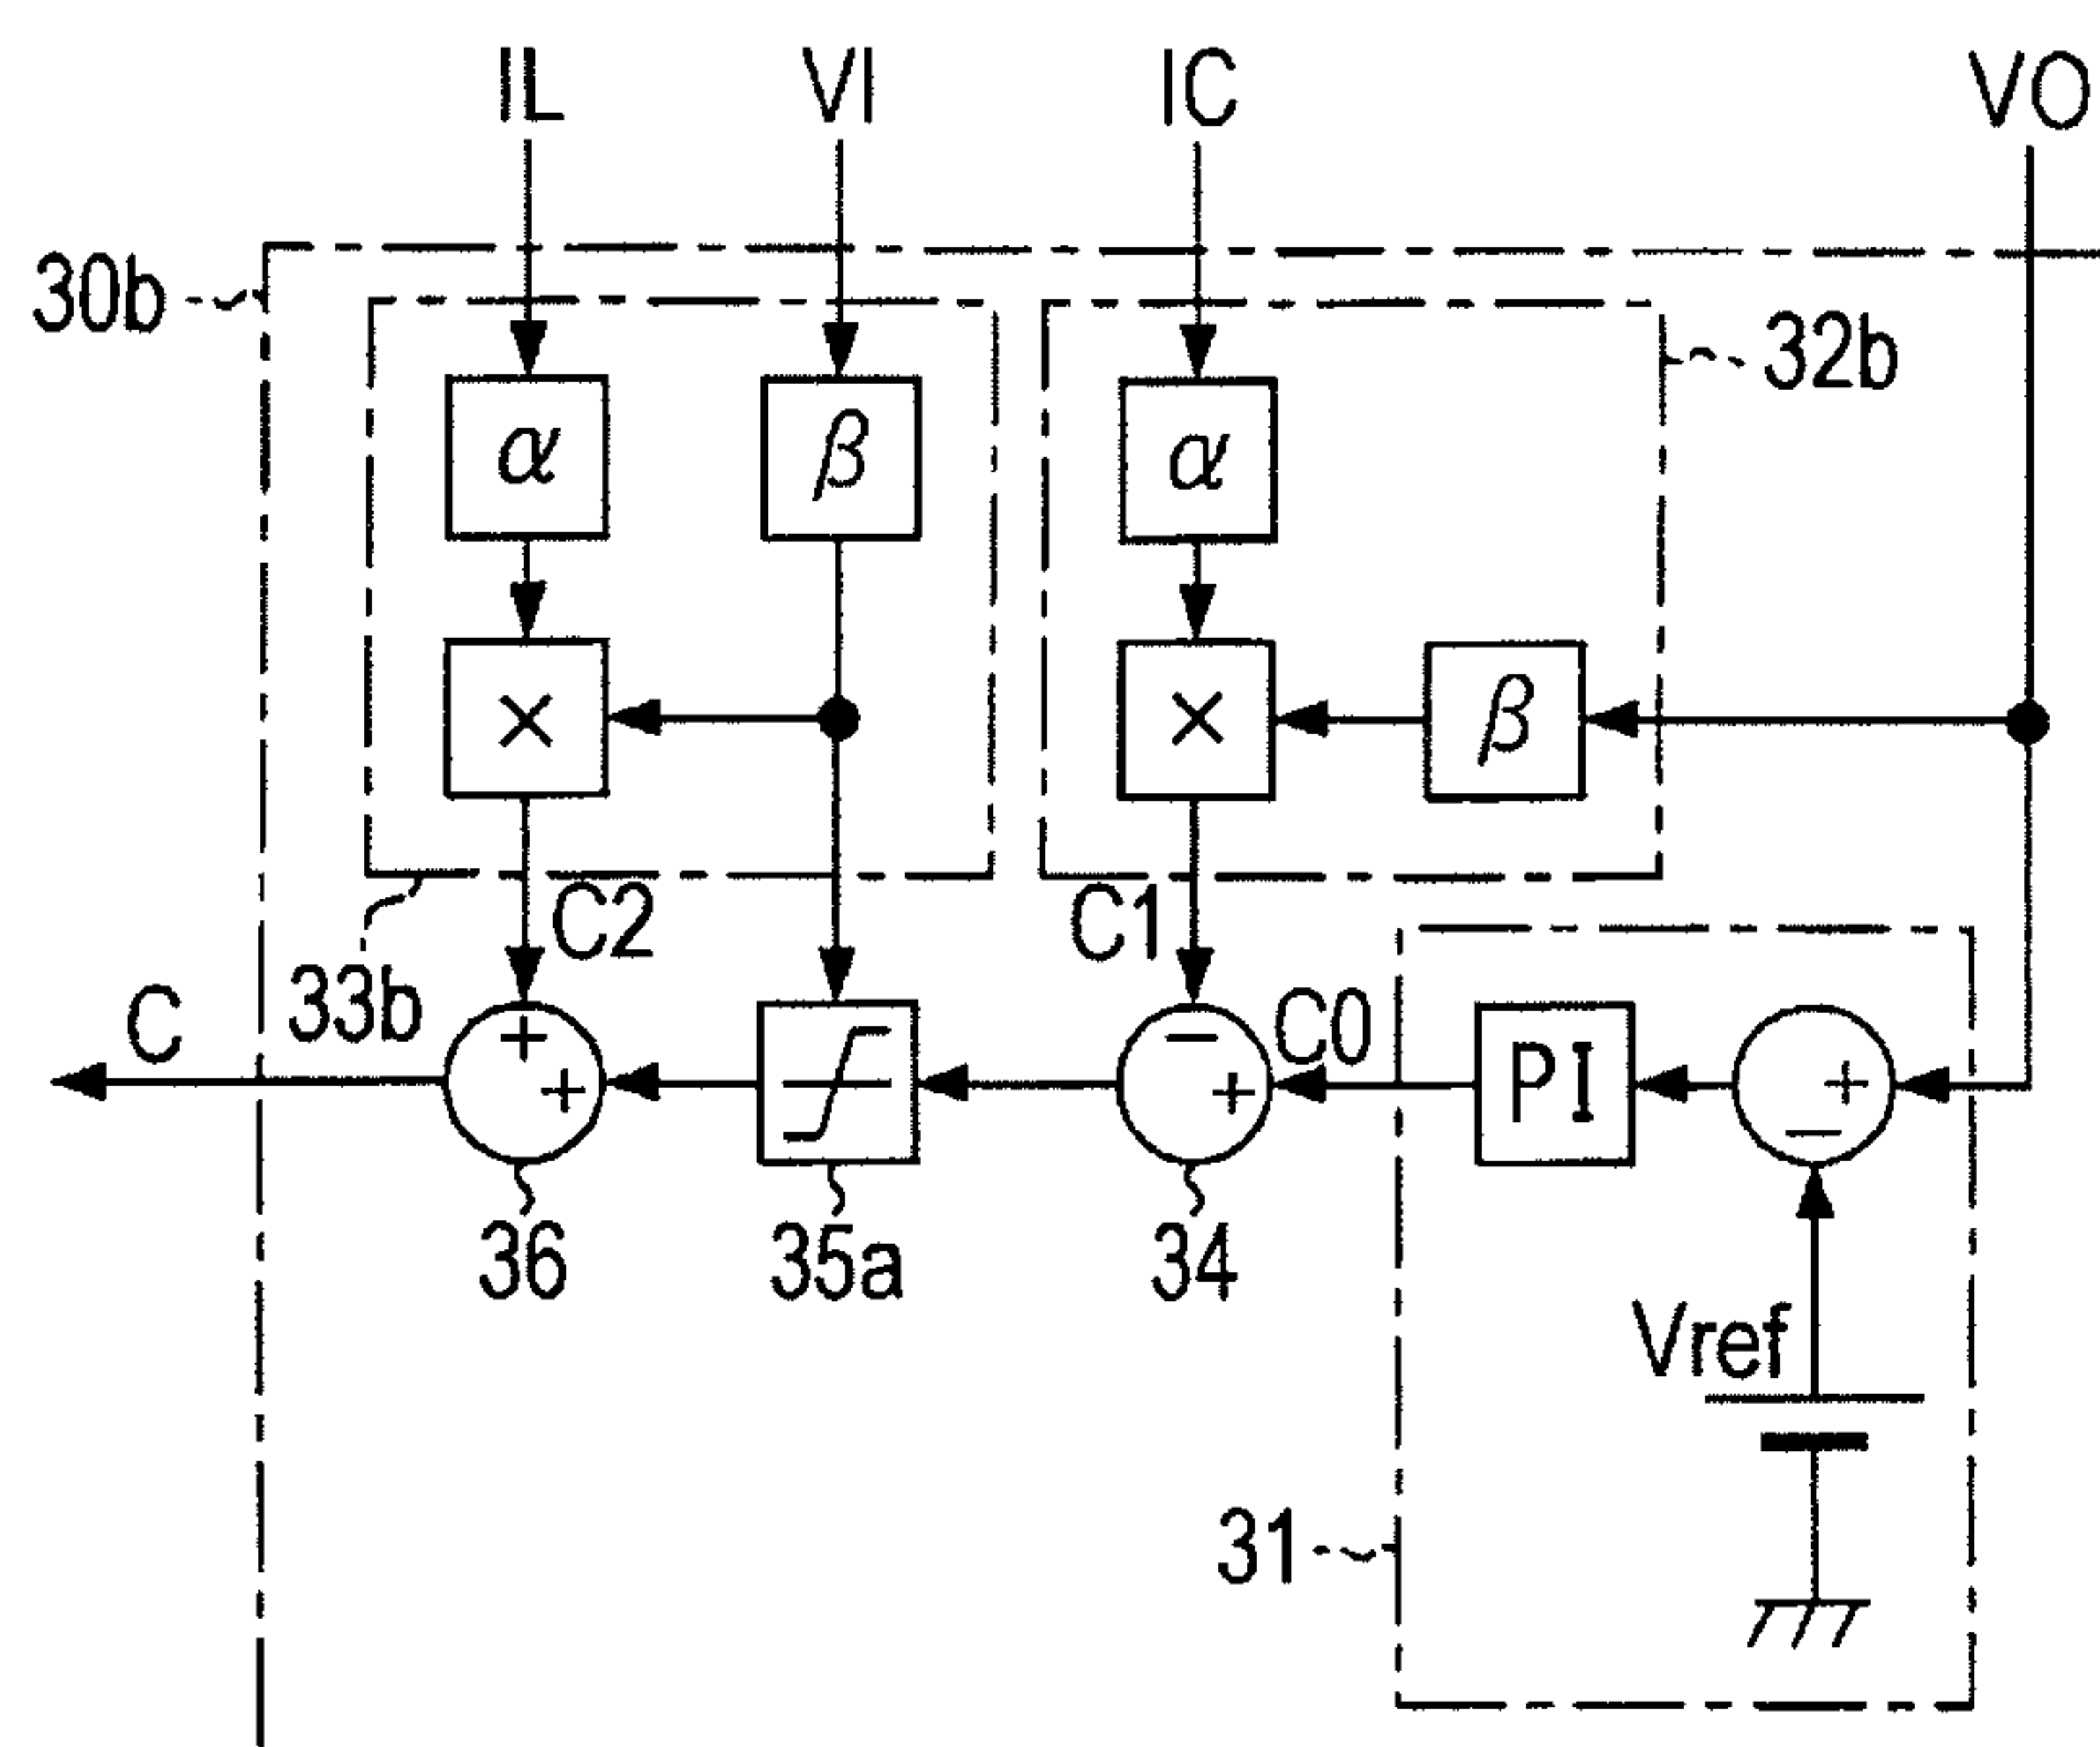 IL VI IC VO
30b
32b
α β α
× × β
C2 C1
33b
C C0
+ − PI +
+ + −
36 35a 34
Vref
31